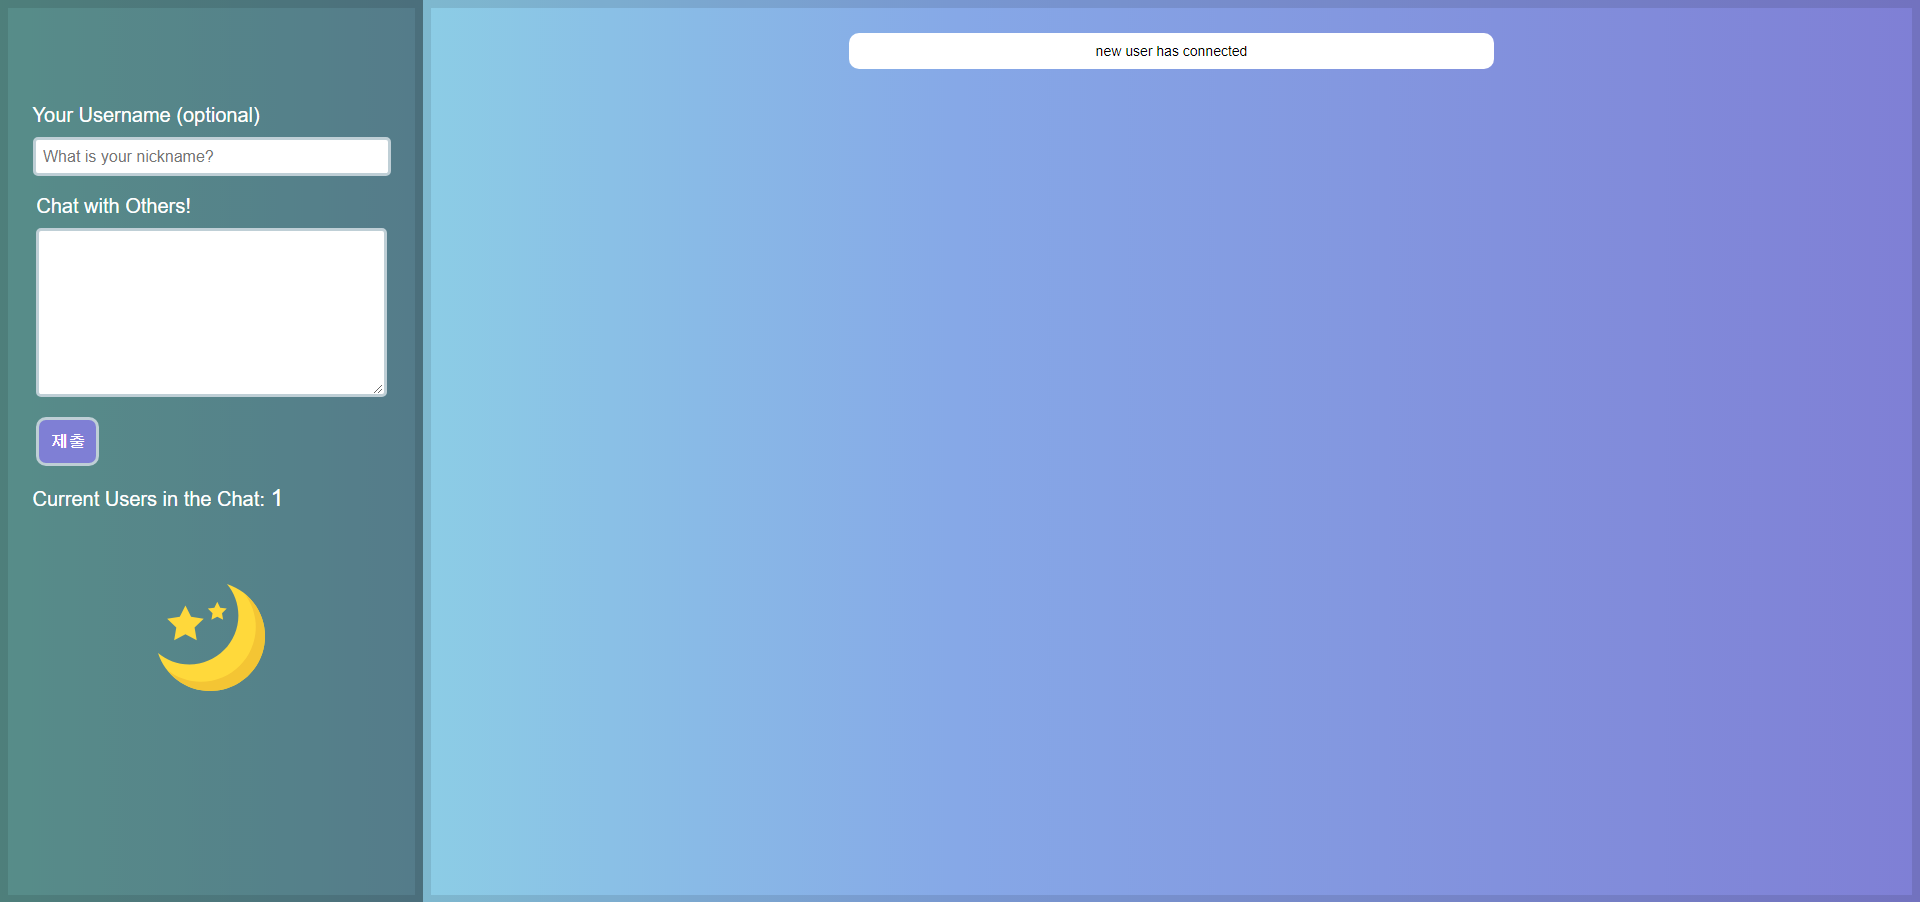 Your Username (optional)
What is your nickname?
Chat with Others!
제출
Current Users in the Chat: 1
new user has connected